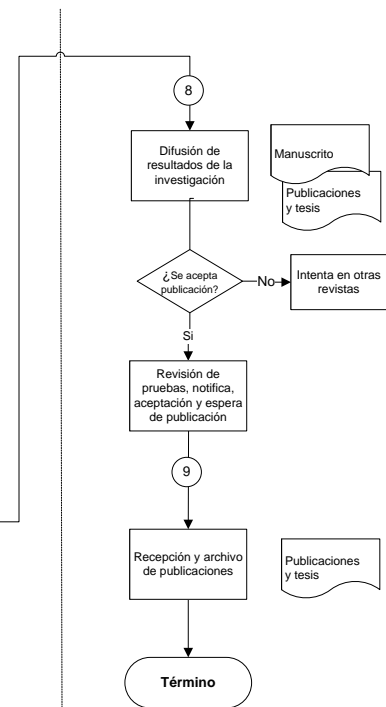 8
Difusión de
resultados de la
investigación
Manuscrito
Publicaciones
y tesis
¿Se acepta
publicación?
No
Intenta en otras
revistas
Si
Revisión de
pruebas, notifica,
aceptación y espera
de publicación
9
Recepción y archivo
de publicaciones
Publicaciones
y tesis
Término